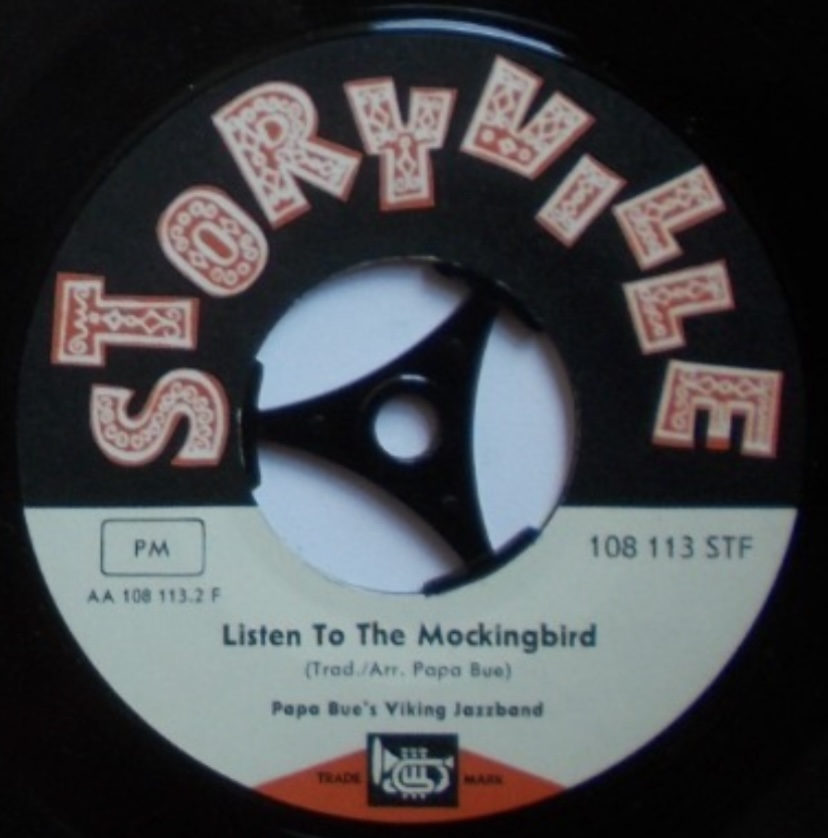 STORYVILLE
PM
108 113 STF
AA 108 113.2 F
Listen To The Mockingbird
(Trad./Arr. Papa Bue)
Papa Bue's Viking Jazzband
TRADE MARK